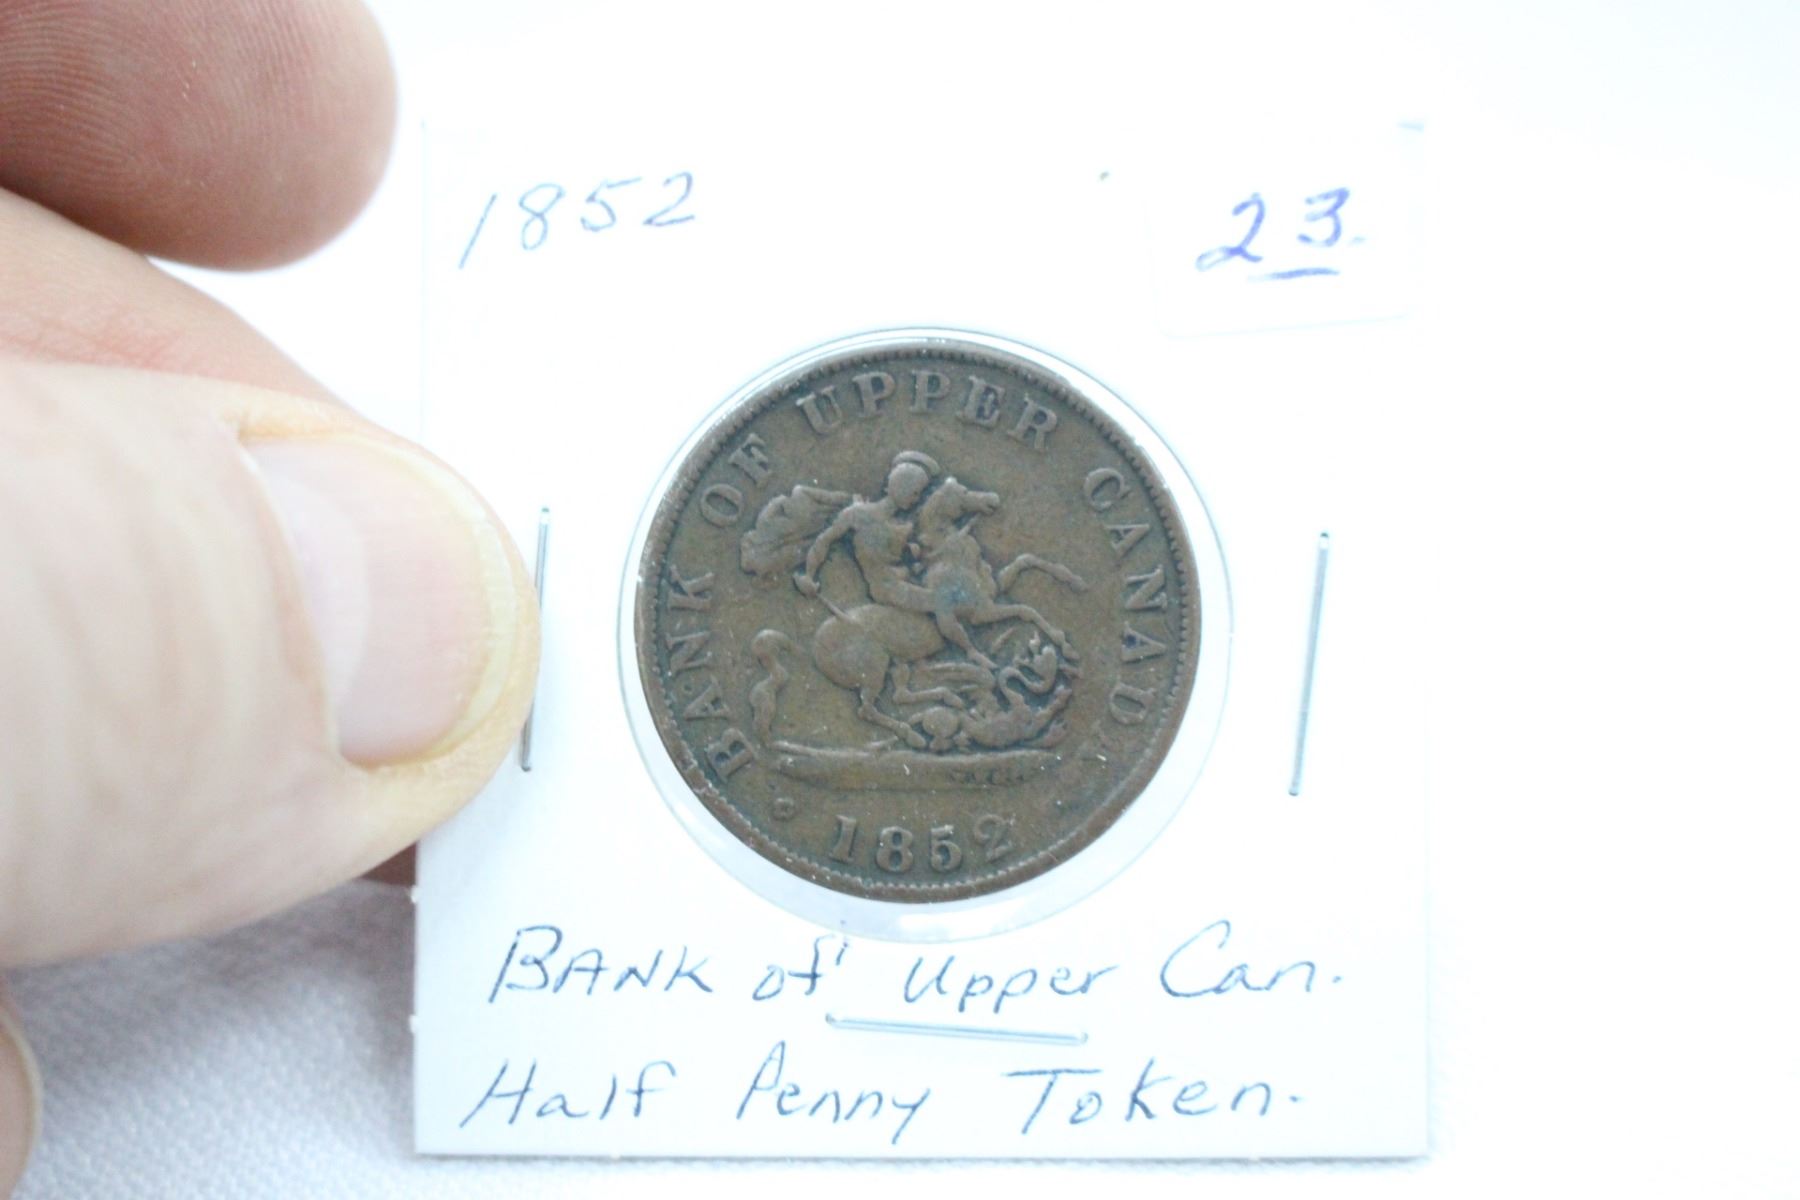 1852
23.
BANK OF UPPER CANADA
1852
BANK of Upper Can.
Half Penny Token.